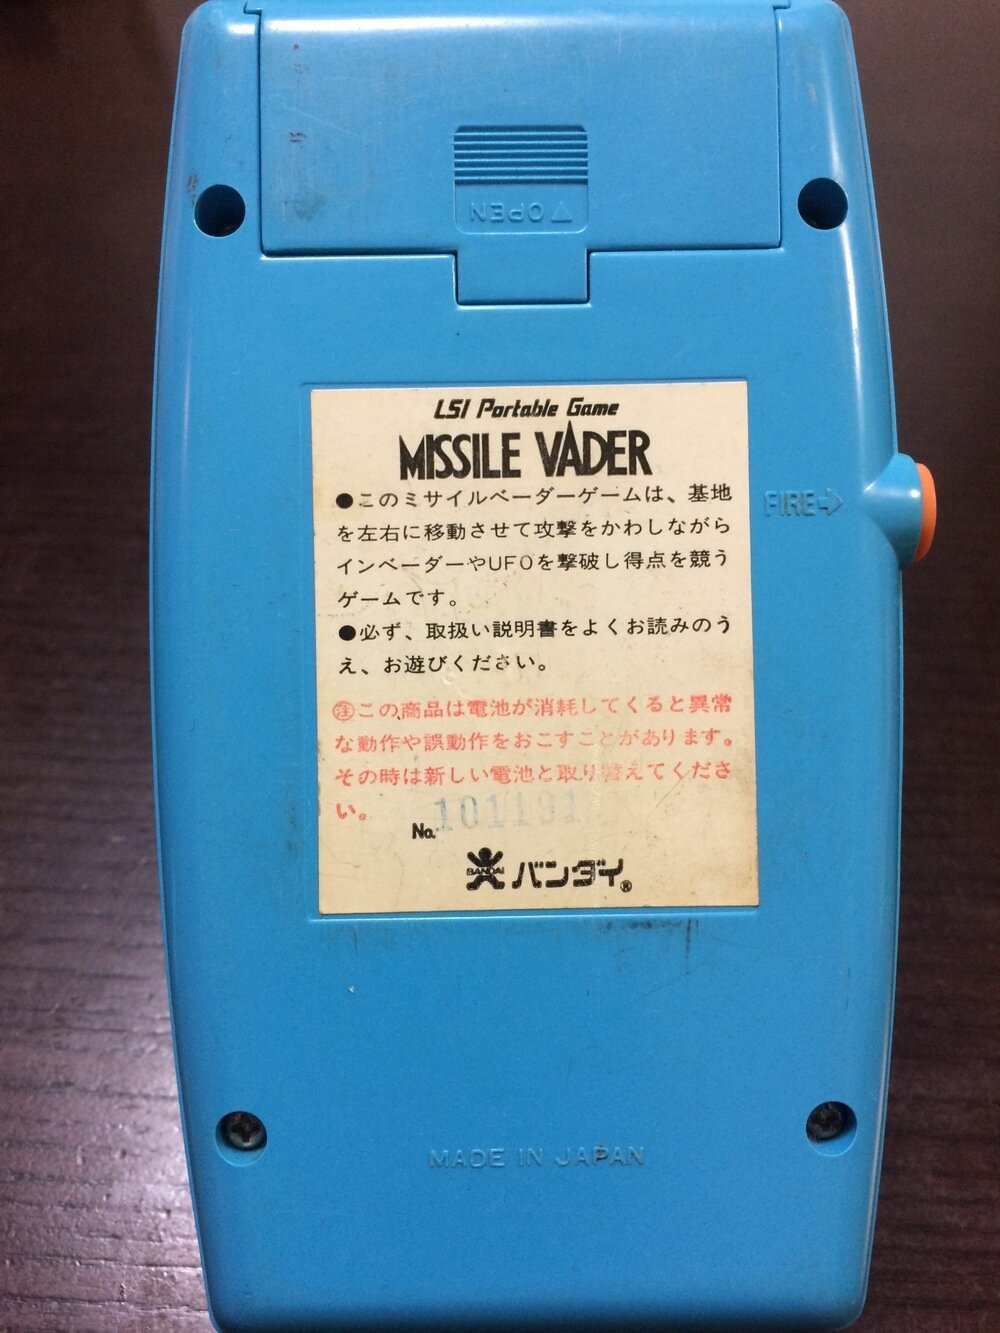 ▽OPEN
LSI Portable Game
MISSILE VADER
●このミサイルベーダーゲームは、基地
を左右に移動させて攻撃をかわしながら
インベーダーやUFOを撃破し得点を競う
ゲームです。
●必ず、取扱い説明書をよくお読みのう
え、お遊びください。
㊟この商品は電池が消耗してくると異常
な動作や誤動作をおこすことがあります。
その時は新しい電池と取り替えてくださ
い。
No. 101191
BANDAI バンダイ®
FIRE⇨
MADE IN JAPAN